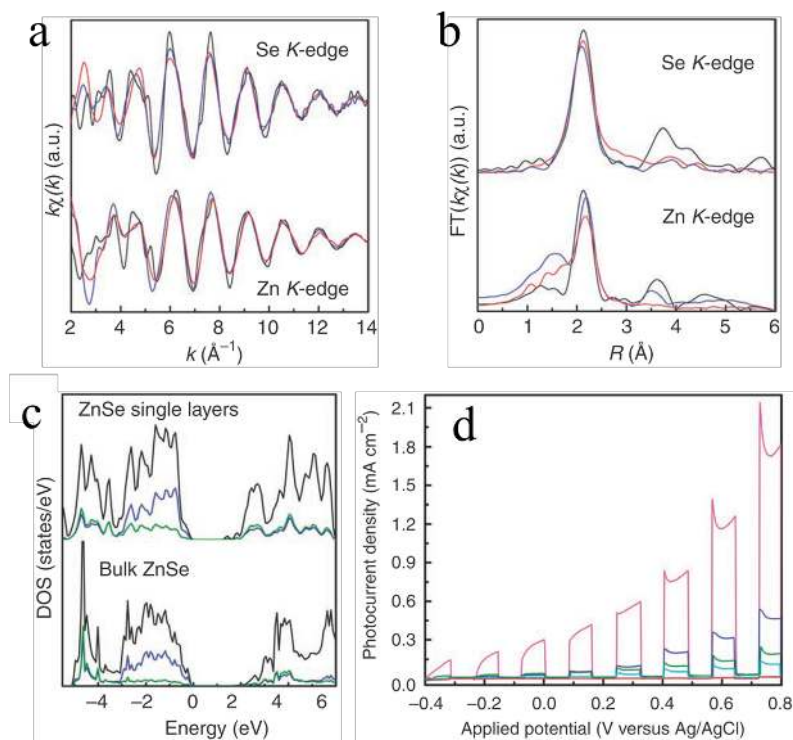 a
Se K-edge
Zn K-edge
kχ(k) (a.u.)
2 4 6 8 10 12 14
k (Å⁻¹)
b
Se K-edge
Zn K-edge
FT(kχ(k)) (a.u.)
0 1 2 3 4 5 6
R (Å)
c
ZnSe single layers
Bulk ZnSe
DOS (states/eV)
−4 −2 0 2 4 6
Energy (eV)
d
Photocurrent density (mA cm⁻²)
2.1
1.8
1.5
1.2
0.9
0.6
0.3
0.0
−0.4 −0.2 0.0 0.2 0.4 0.6 0.8
Applied potential (V versus Ag/AgCl)